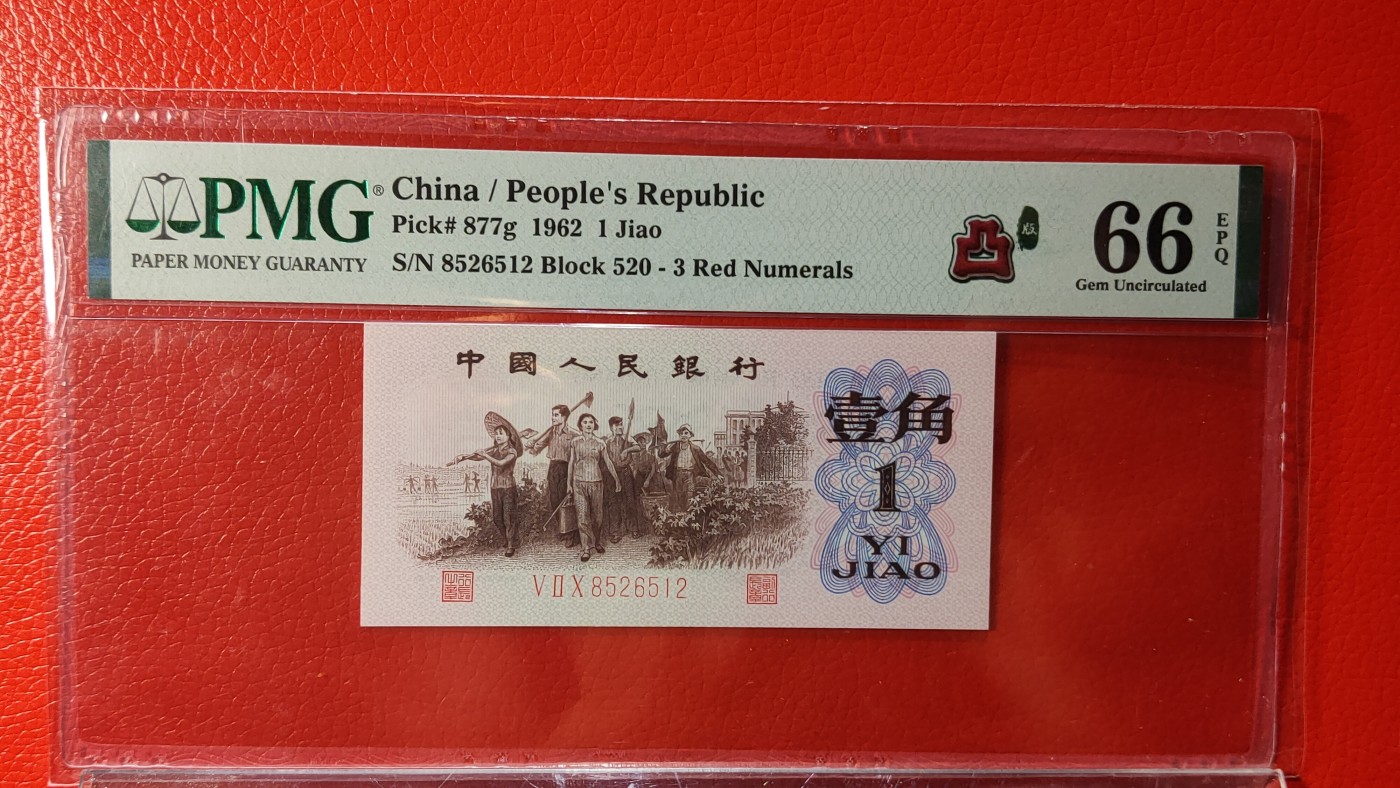 PMG®
PAPER MONEY GUARANTY
China / People's Republic
Pick# 877g 1962 1 Jiao
S/N 8526512 Block 520 - 3 Red Numerals
凸
版
66
EPQ
Gem Uncirculated
中國人民銀行
壹角
1
YI
JIAO
VⅡX8526512